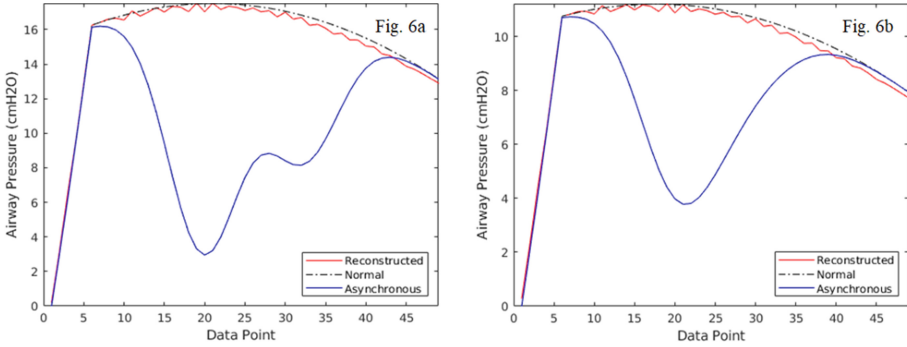 Fig. 6a
16
14
12
10
8
6
4
2
0
Airway Pressure (cmH2O)
Reconstructed
Normal
Asynchronous
0 5 10 15 20 25 30 35 40 45
Data Point
Fig. 6b
10
8
6
4
2
0
Airway Pressure (cmH2O)
Reconstructed
Normal
Asynchronous
0 5 10 15 20 25 30 35 40 45
Data Point